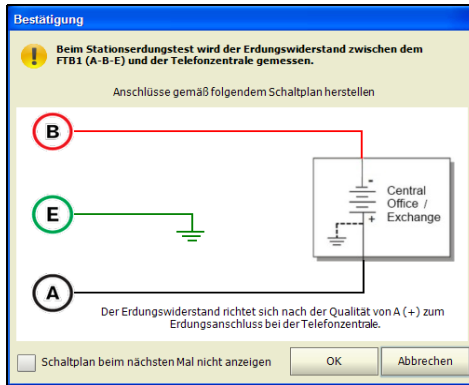 Bestätigung
Beim Stationserdungstest wird der Erdungswiderstand zwischen dem
FTB1 (A-B-E) und der Telefonzentrale gemessen.
Anschlüsse gemäß folgendem Schaltplan herstellen
B
-
Central
Office /
Exchange
+
E
A
Der Erdungswiderstand richtet sich nach der Qualität von A (+) zum
Erdungsanschluss bei der Telefonzentrale.
Schaltplan beim nächsten Mal nicht anzeigen
OK
Abbrechen